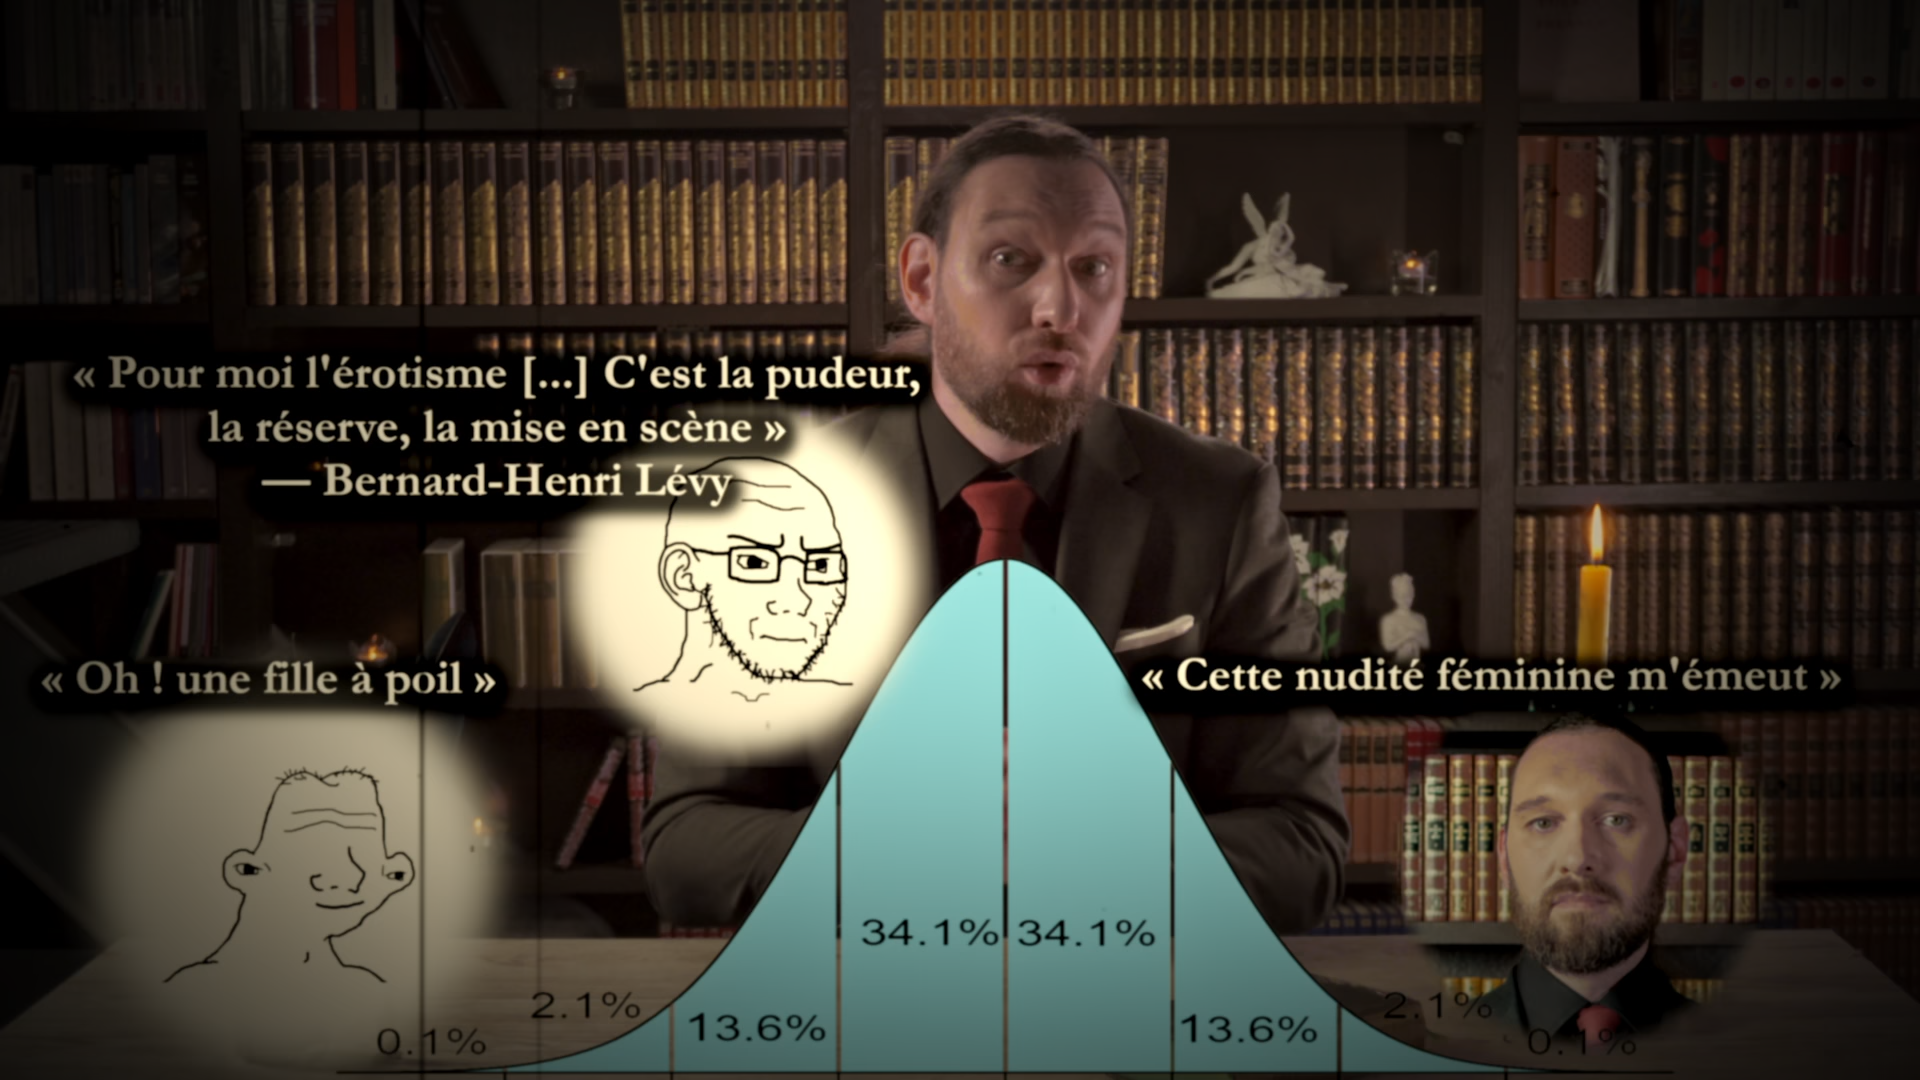 « Pour moi l'érotisme [...] C'est la pudeur,
la réserve, la mise en scène »
— Bernard-Henri Lévy
« Oh ! une fille à poil »
« Cette nudité féminine m'émeut »
34.1% 34.1%
2.1% 2.1%
13.6% 13.6%
0.1% 0.1%